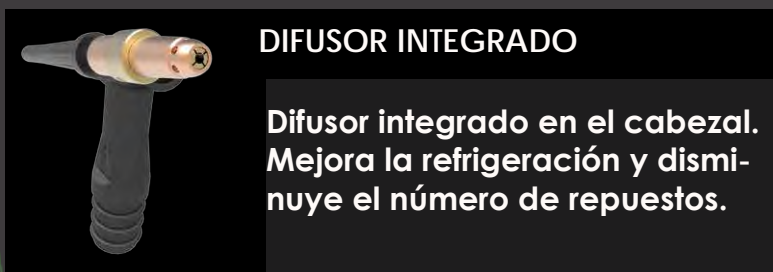 DIFUSOR INTEGRADO
Difusor integrado en el cabezal.
Mejora la refrigeración y dismi-
nuye el número de repuestos.